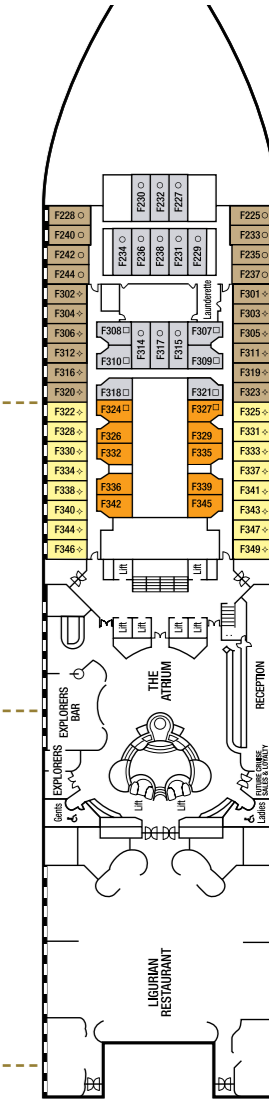 F230
F232
F227
F234
F236
F238
F231
F229
F228
F240
F242
F244
F302
F304
F306
F312
F316
F320
F322
F328
F330
F334
F338
F340
F344
F346
F225
F233
F235
F237
F301
F303
F305
F311
F319
F323
F325
F331
F333
F337
F341
F343
F347
F349
Launderette
F308
F310
F314
F317
F315
F307
F309
F318
F324
F326
F332
F336
F342
F321
F327
F329
F335
F339
F345
Lift
Lift
Lift
Lift
Lift
Lift
THE
ATRIUM
RECEPTION
EXPLORERS
BAR
EXPLORERS
Lift
Lift
FUTURE CRUISE
SALES & LOYALTY
Gents
Ladies
LIGURIAN
RESTAURANT